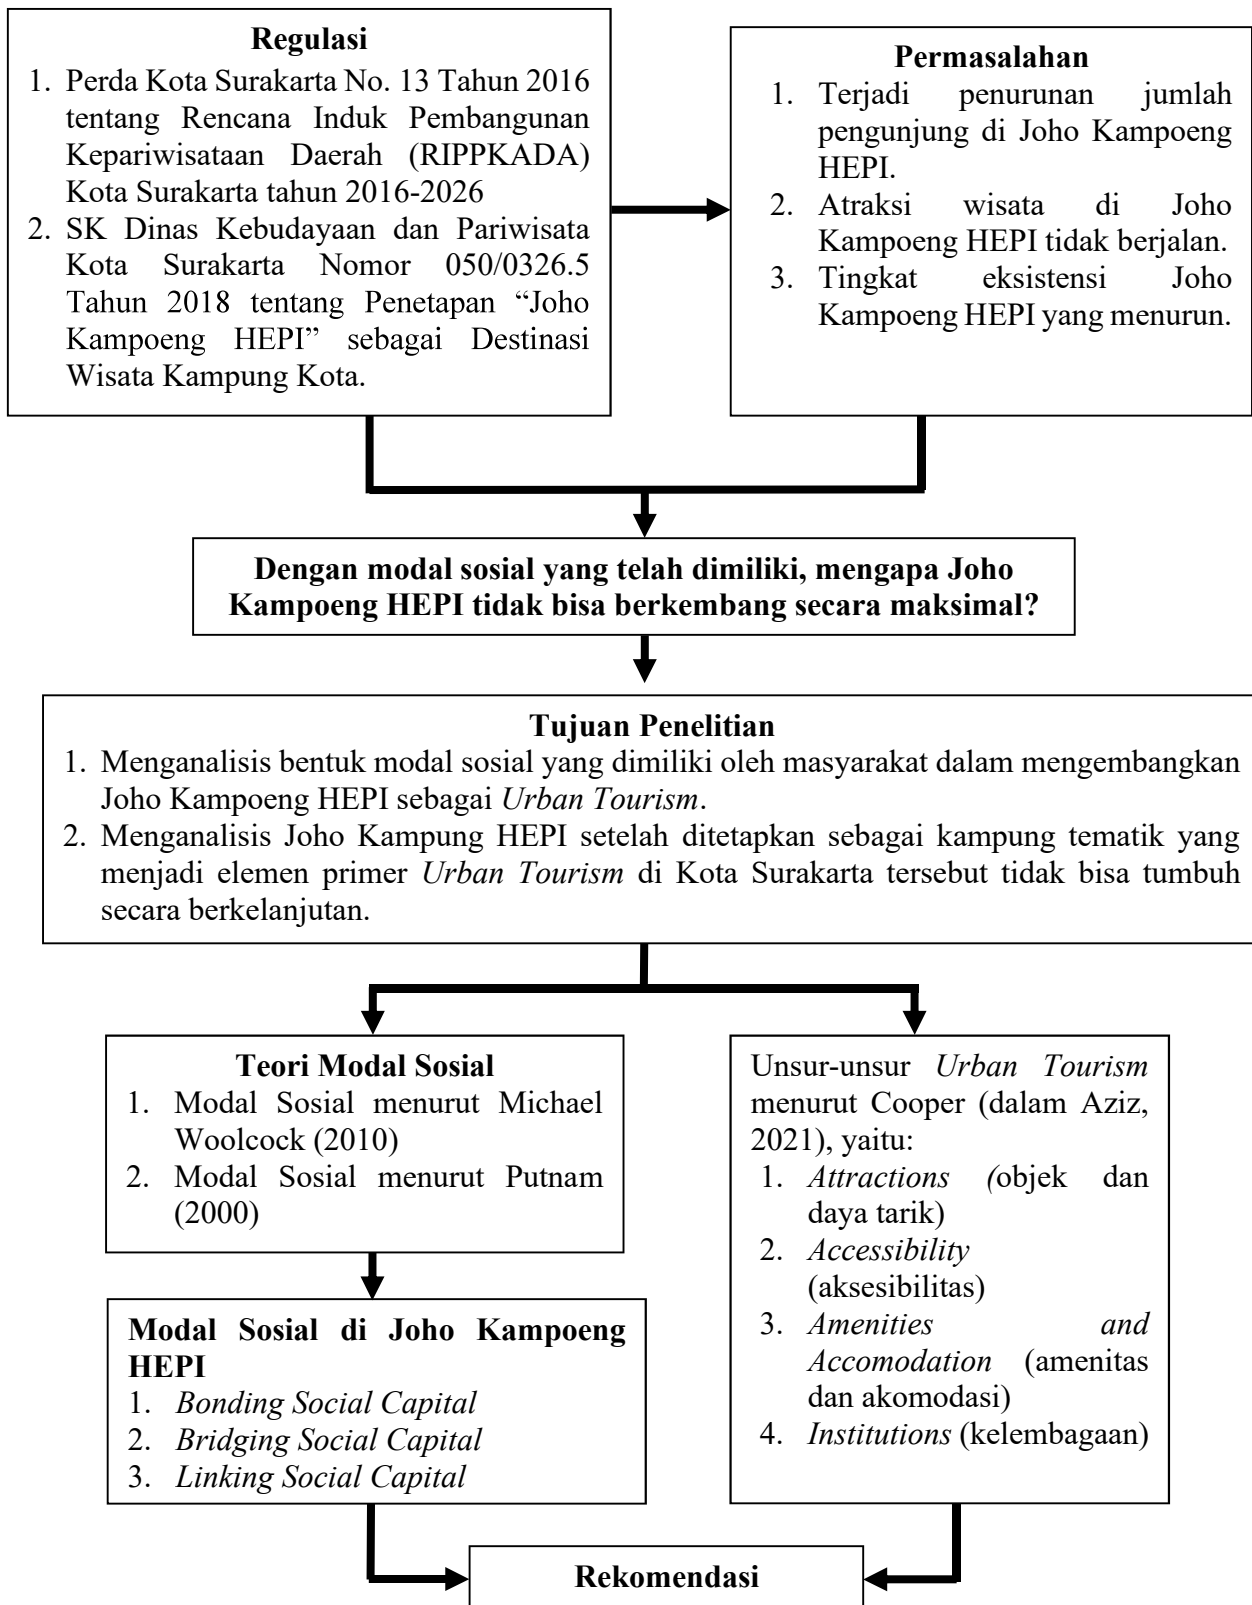 Regulasi
1. Perda Kota Surakarta No. 13 Tahun 2016
tentang Rencana Induk Pembangunan
Kepariwisataan Daerah (RIPPKADA)
Kota Surakarta tahun 2016-2026
2. SK Dinas Kebudayaan dan Pariwisata
Kota Surakarta Nomor 050/0326.5
Tahun 2018 tentang Penetapan “Joho
Kampoeng HEPI” sebagai Destinasi
Wisata Kampung Kota.
Permasalahan
1. Terjadi penurunan jumlah
pengunjung di Joho Kampoeng
HEPI.
2. Atraksi wisata di Joho
Kampoeng HEPI tidak berjalan.
3. Tingkat eksistensi Joho
Kampoeng HEPI yang menurun.
Dengan modal sosial yang telah dimiliki, mengapa Joho
Kampoeng HEPI tidak bisa berkembang secara maksimal?
Tujuan Penelitian
1. Menganalisis bentuk modal sosial yang dimiliki oleh masyarakat dalam mengembangkan
Joho Kampoeng HEPI sebagai Urban Tourism.
2. Menganalisis Joho Kampung HEPI setelah ditetapkan sebagai kampung tematik yang
menjadi elemen primer Urban Tourism di Kota Surakarta tersebut tidak bisa tumbuh
secara berkelanjutan.
Teori Modal Sosial
1. Modal Sosial menurut Michael
Woolcock (2010)
2. Modal Sosial menurut Putnam
(2000)
Modal Sosial di Joho Kampoeng
HEPI
1. Bonding Social Capital
2. Bridging Social Capital
3. Linking Social Capital
Unsur-unsur Urban Tourism
menurut Cooper (dalam Aziz,
2021), yaitu:
1. Attractions (objek dan
daya tarik)
2. Accessibility
(aksesibilitas)
3. Amenities and
Accomodation (amenitas
dan akomodasi)
4. Institutions (kelembagaan)
Rekomendasi